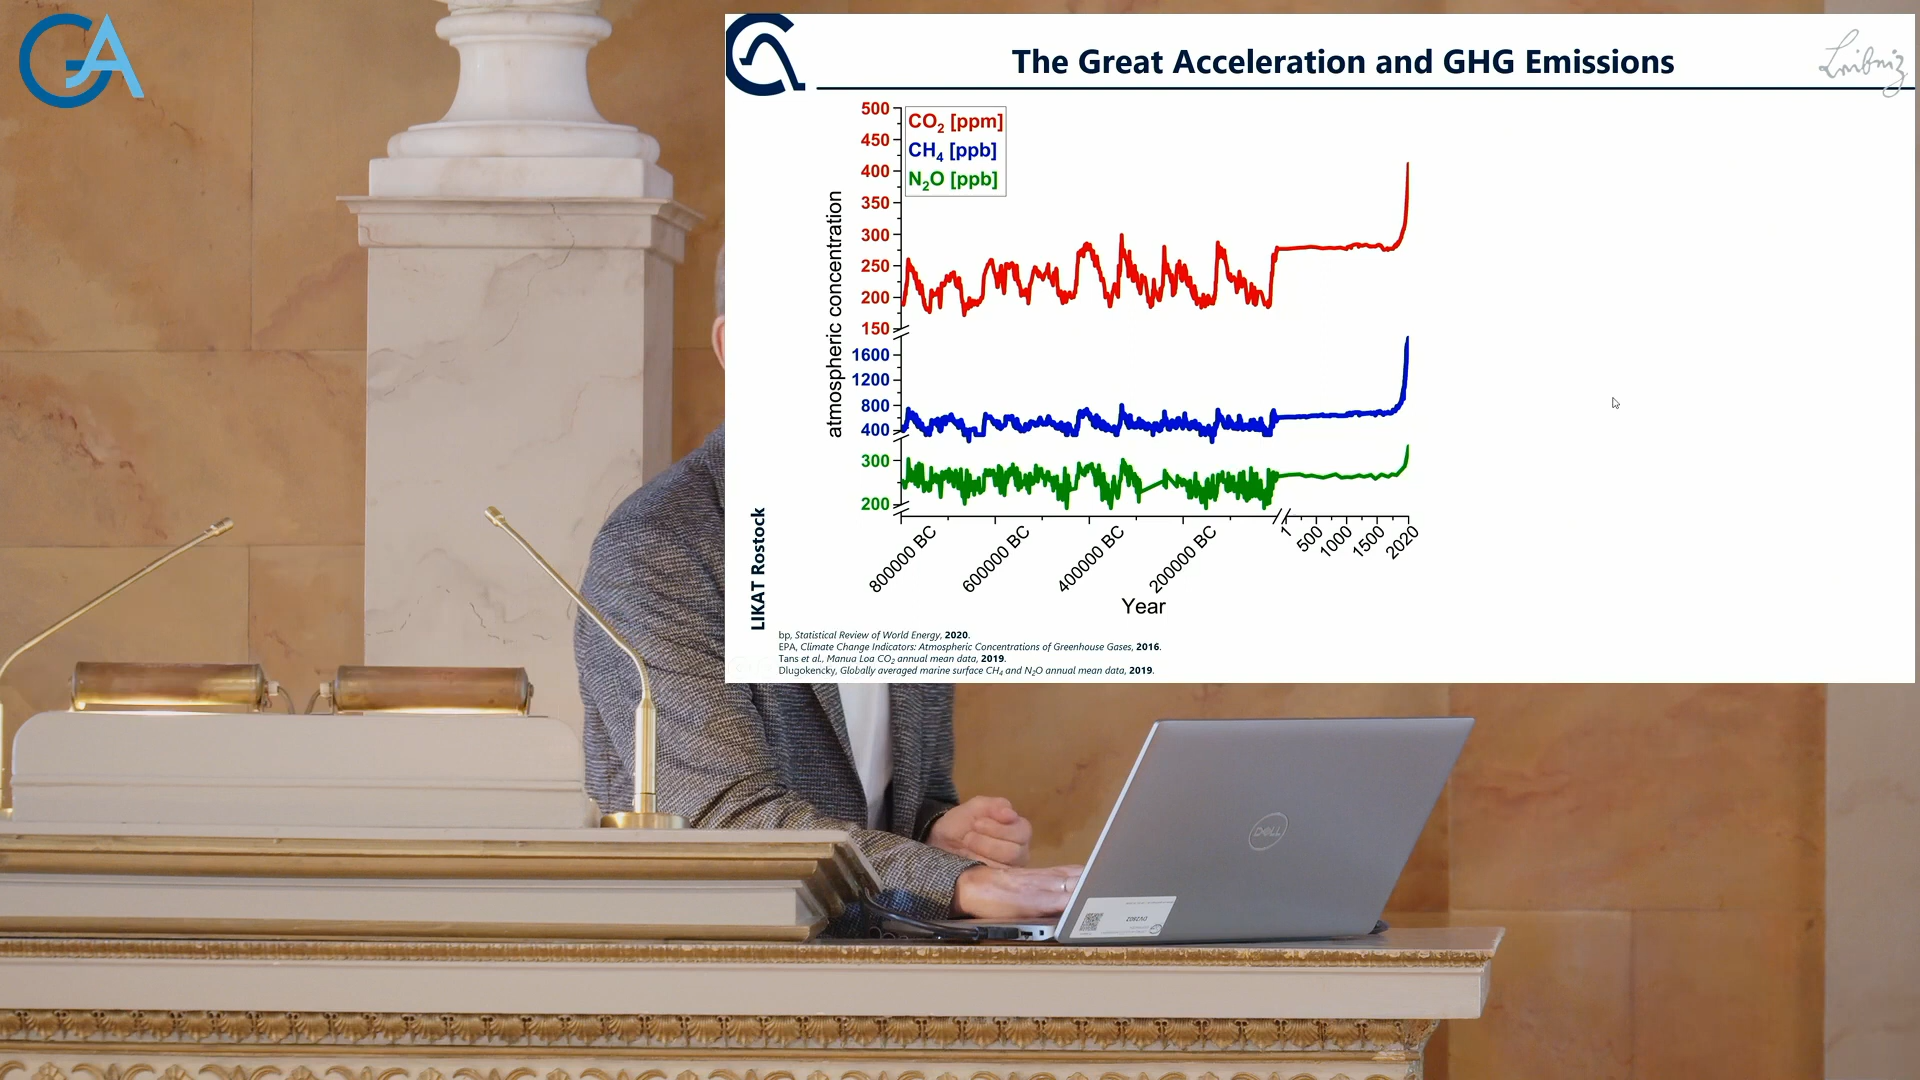 GA
The Great Acceleration and GHG Emissions
Leibniz
CO2 [ppm]
CH4 [ppb]
N2O [ppb]
atmospheric concentration
500
450
400
350
300
250
200
150
1600
1200
800
400
300
200
800000 BC
600000 BC
400000 BC
200000 BC
1
500
1000
1500
2020
Year
LIKAT Rostock
bp, Statistical Review of World Energy, 2020.
EPA, Climate Change Indicators: Atmospheric Concentrations of Greenhouse Gases, 2016.
Tans et al., Manua Loa CO2 annual mean data, 2019.
Dlugokencky, Globally averaged marine surface CH4 and N2O annual mean data, 2019.
DELL
DV2802